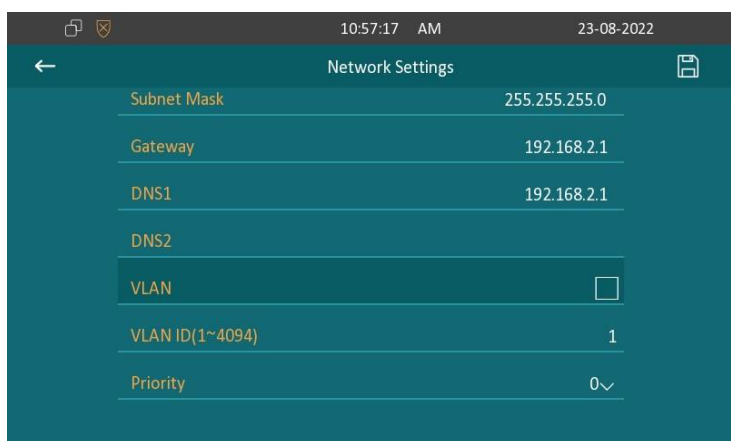 10:57:17 AM 23-08-2022
Network Settings
Subnet Mask 255.255.255.0
Gateway 192.168.2.1
DNS1 192.168.2.1
DNS2
VLAN
VLAN ID(1~4094) 1
Priority 0